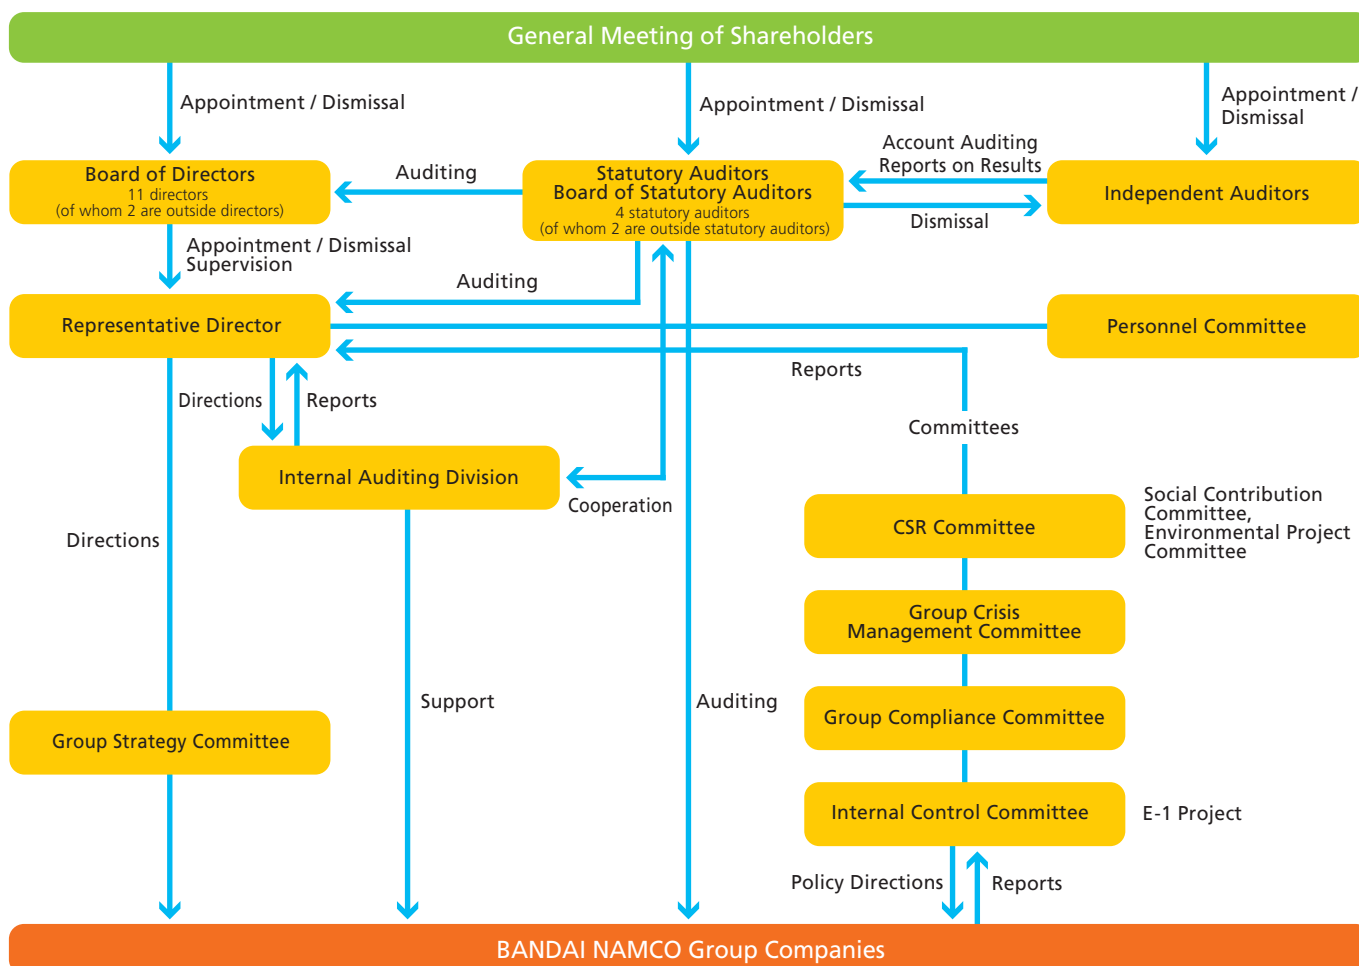 General Meeting of Shareholders
Appointment / Dismissal
Appointment / Dismissal
Appointment /
Dismissal
Board of Directors
11 directors
(of whom 2 are outside directors)
Auditing
Statutory Auditors
Board of Statutory Auditors
4 statutory auditors
(of whom 2 are outside statutory auditors)
Account Auditing
Reports on Results
Dismissal
Independent Auditors
Appointment / Dismissal
Supervision
Auditing
Representative Director
Personnel Committee
Reports
Directions
Reports
Committees
Internal Auditing Division
Cooperation
CSR Committee
Social Contribution
Committee,
Environmental Project
Committee
Directions
Group Crisis
Management Committee
Support
Auditing
Group Compliance Committee
Group Strategy Committee
Internal Control Committee
E-1 Project
Policy Directions
Reports
BANDAI NAMCO Group Companies